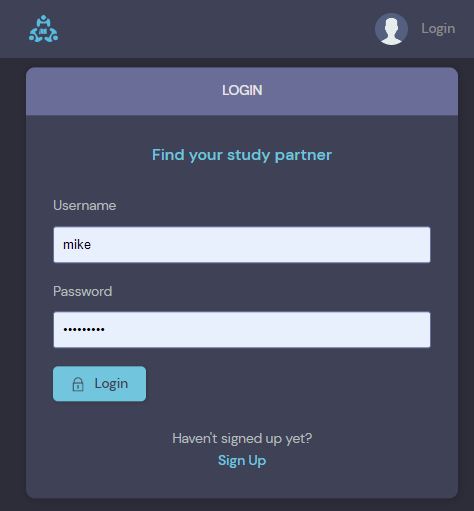 Login
LOGIN
Find your study partner
Username
mike
Password
•••••••••
Login
Haven't signed up yet?
Sign Up